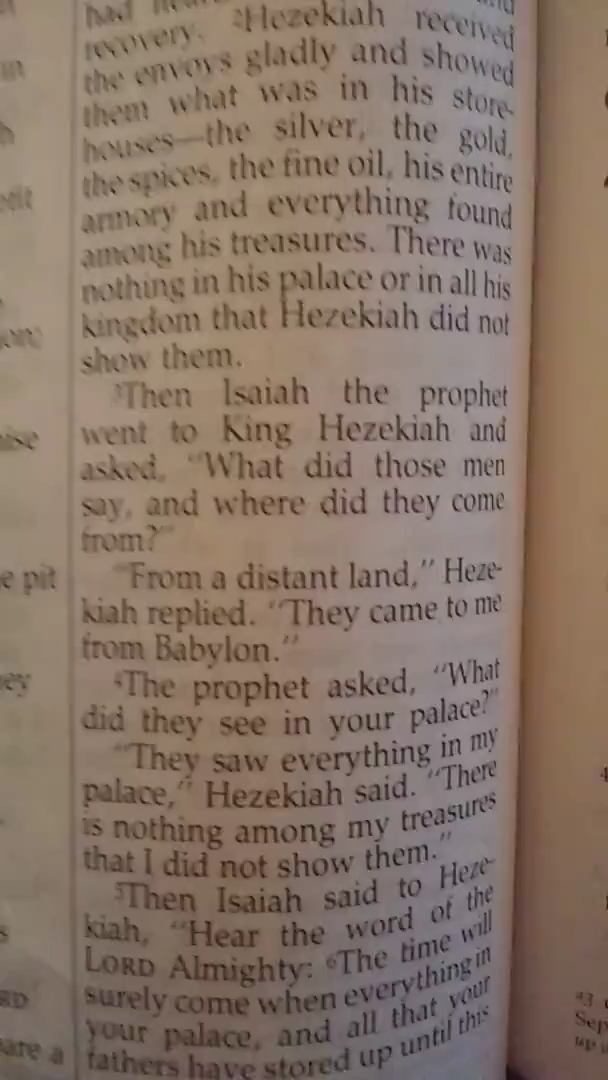 had
recovery. ²Hezekiah received
the envoys gladly and showed
them what was in his store-
houses—the silver, the gold,
the spices, the fine oil, his entire
armory and everything found
among his treasures. There was
nothing in his palace or in all his
kingdom that Hezekiah did not
show them.
³Then Isaiah the prophet
went to King Hezekiah and
asked, "What did those men
say, and where did they come
from?"
"From a distant land," Heze-
kiah replied. "They came to me
from Babylon."
⁴The prophet asked, "What
did they see in your palace?"
"They saw everything in my
palace," Hezekiah said. "There
is nothing among my treasures
that I did not show them."
⁵Then Isaiah said to Heze-
kiah, "Hear the word of the
LORD Almighty: ⁶The time will
surely come when everything in
your palace, and all that your
fathers have stored up until this
e pit